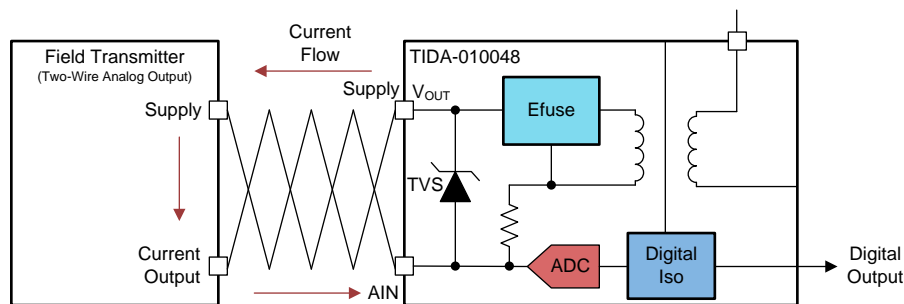 Field Transmitter
(Two-Wire Analog Output)
Supply
Current
Output
Current
Flow
Supply
AIN
TIDA-010048
VOUT
Efuse
TVS
ADC
Digital
Iso
Digital
Output